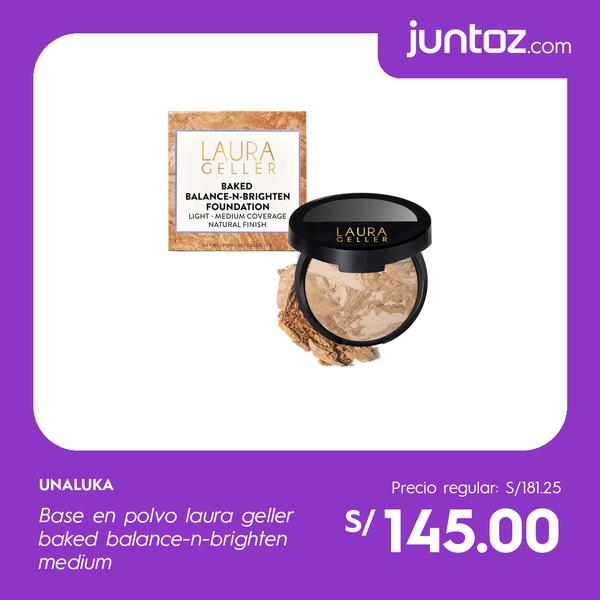 juntoz.com
LAURA
GELLER
BAKED
BALANCE-N-BRIGHTEN
FOUNDATION
LIGHT - MEDIUM COVERAGE
NATURAL FINISH
LAURA
GELLER
UNALUKA
Base en polvo laura geller
baked balance-n-brighten
medium
Precio regular: S/181.25
S/145.00